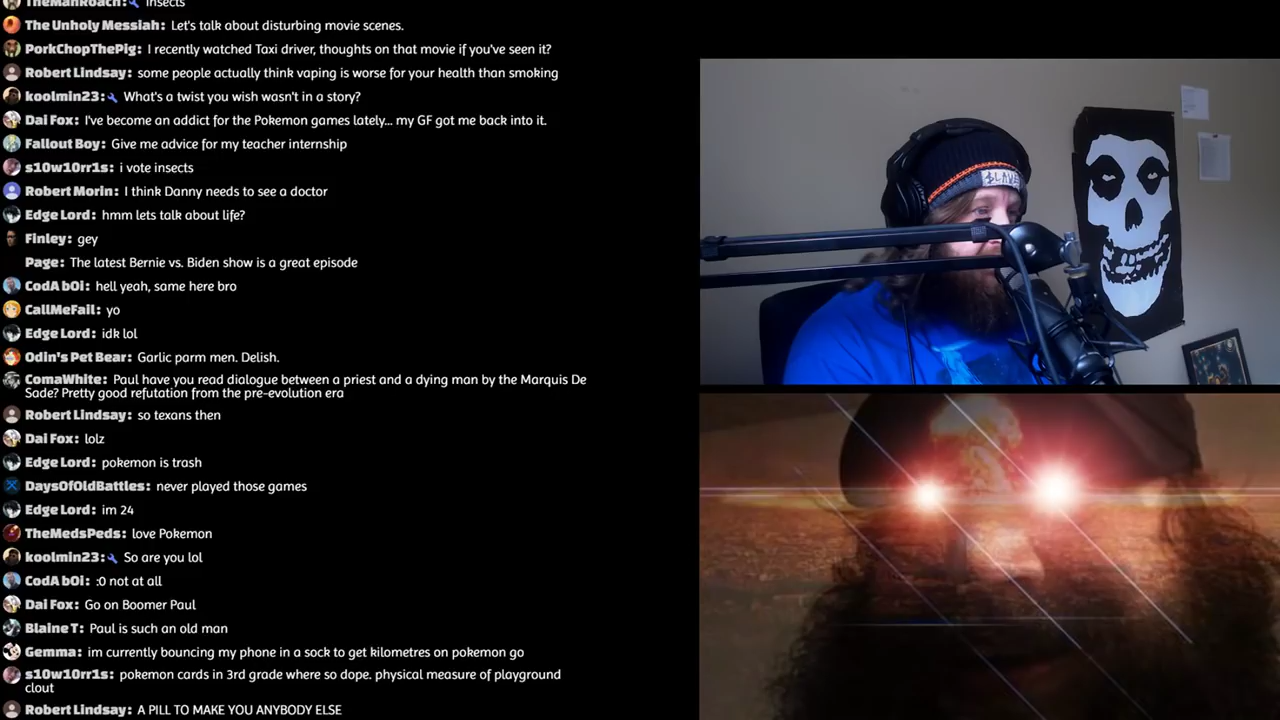 TheManRoach: insects
The Unholy Messiah: Let's talk about disturbing movie scenes.
PorkChopThePig: I recently watched Taxi driver, thoughts on that movie if you've seen it?
Robert Lindsay: some people actually think vaping is worse for your health than smoking
koolmin23: What's a twist you wish wasn't in a story?
Dai Fox: I've become an addict for the Pokemon games lately... my GF got me back into it.
Fallout Boy: Give me advice for my teacher internship
s10w10rr1s: i vote insects
Robert Morin: I think Danny needs to see a doctor
Edge Lord: hmm lets talk about life?
Finley: gey
Page: The latest Bernie vs. Biden show is a great episode
CodA bOi: hell yeah, same here bro
CallMeFail: yo
Edge Lord: idk lol
Odin's Pet Bear: Garlic parm men. Delish.
ComaWhite: Paul have you read dialogue between a priest and a dying man by the Marquis De
Sade? Pretty good refutation from the pre-evolution era
Robert Lindsay: so texans then
Dai Fox: lolz
Edge Lord: pokemon is trash
DaysOfOldBattles: never played those games
Edge Lord: im 24
TheMedsPeds: love Pokemon
koolmin23: So are you lol
CodA bOi: :0 not at all
Dai Fox: Go on Boomer Paul
Blaine T: Paul is such an old man
Gemma: im currently bouncing my phone in a sock to get kilometres on pokemon go
s10w10rr1s: pokemon cards in 3rd grade where so dope. physical measure of playground
clout
Robert Lindsay: A PILL TO MAKE YOU ANYBODY ELSE